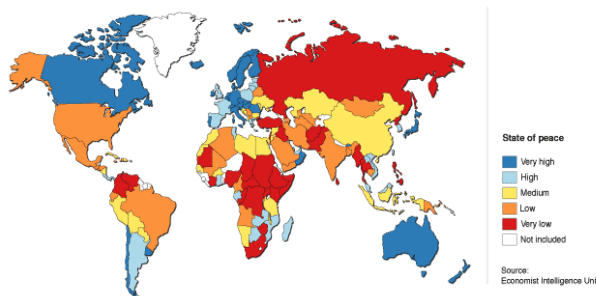 State of peace
Very high
High
Medium
Low
Very low
Not included
Source:
Economist Intelligence Uni